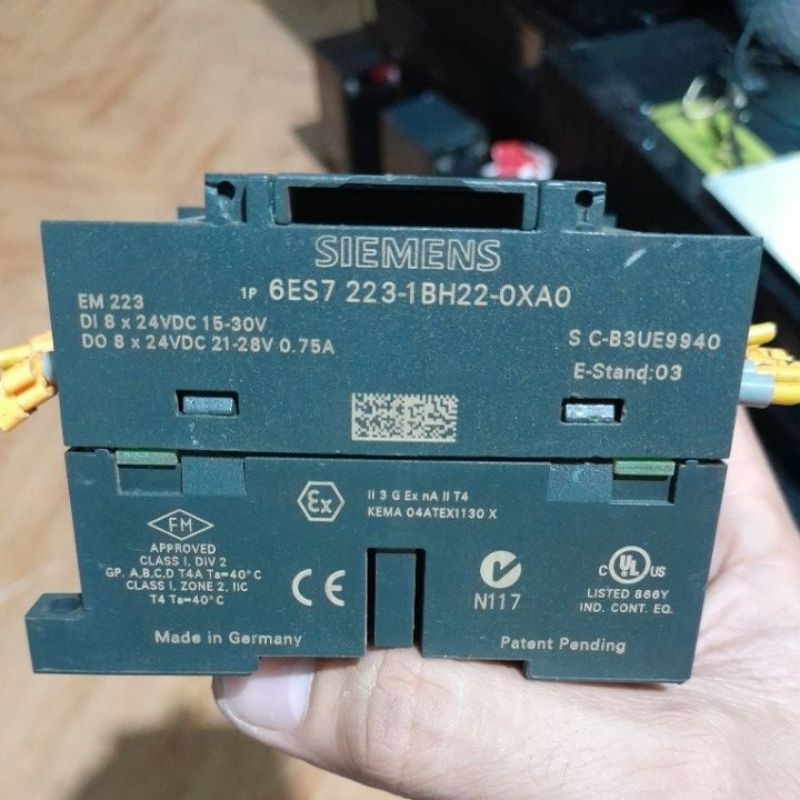 SIEMENS
1P 6ES7 223-1BH22-0XA0
EM 223
DI 8 x 24VDC 15-30V
DO 8 x 24VDC 21-28V 0.75A
S C-B3UE9940
E-Stand:03
Ex
II 3 G Ex nA II T4
KEMA 04ATEX1130 X
FM
APPROVED
CLASS I, DIV 2
GP. A,B,C,D T4A Ta=40°C
CLASS I, ZONE 2, IIC
T4 Ta=40°C
CE
N117
C UL US
LISTED 866Y
IND. CONT. EQ.
Made in Germany
Patent Pending